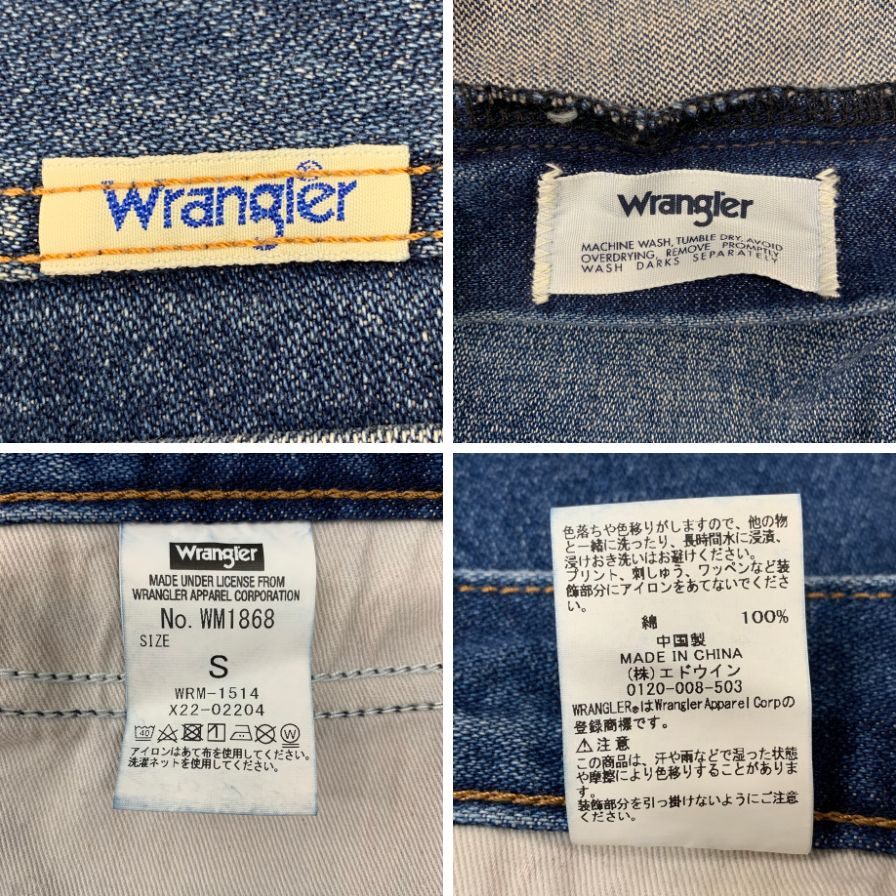 Wrangler®
Wrangler
MACHINE WASH, TUMBLE DRY. AVOID
OVERDRYING, REMOVE PROMPTLY
WASH DARKS SEPARATELY
Wrangler
MADE UNDER LICENSE FROM
WRANGLER APPAREL CORPORATION
No. WM1868
SIZE
S
WRM-1514
X22-02204
40
W
アイロンはあて布を使用してください。
洗濯ネットを使用してください。
色落ちや色移りがしますので、他の物
と一緒に洗ったり、長時間水に浸漬、
浸けおき洗いはお避けください。
プリント、刺しゅう、ワッペンなど装
飾部分にアイロンをあてないでくださ
い。
綿 100%
中国製
MADE IN CHINA
(株)エドウイン
0120-008-503
WRANGLER®はWrangler Apparel Corpの
登録商標です。
⚠注意
この商品は、汗や雨などで湿った状態
や摩擦により色移りすることがありま
す。
装飾部分を引っ掛けないようにご注意
ください。